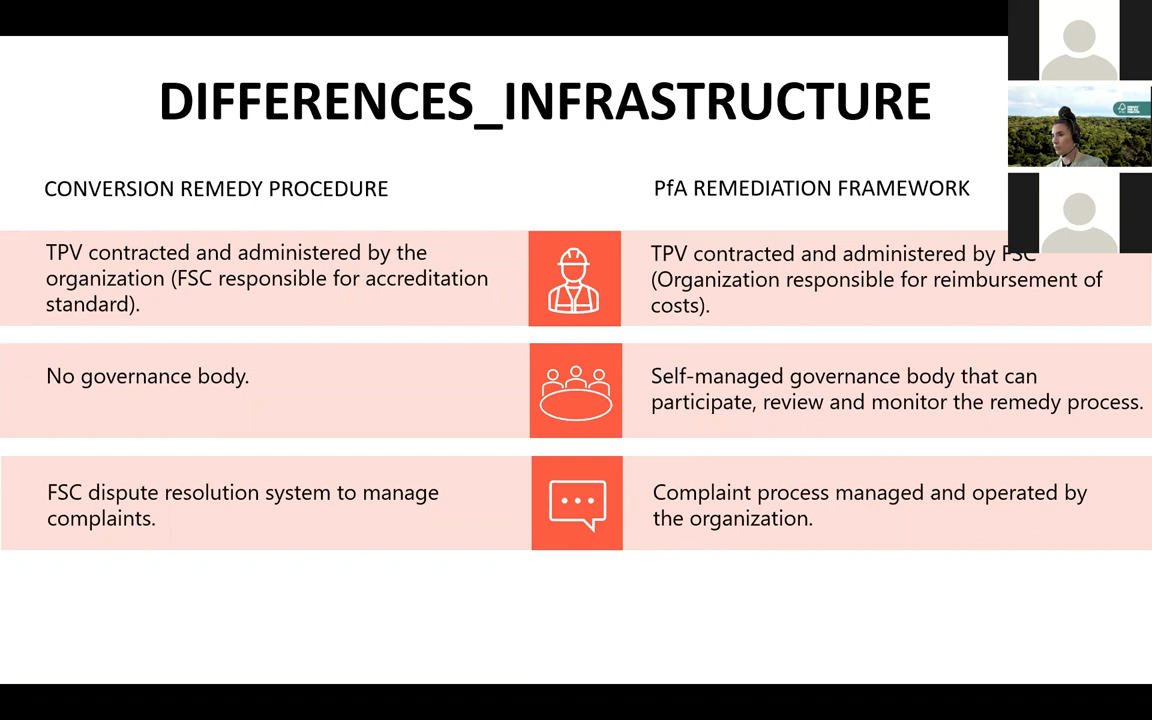 DIFFERENCES_INFRASTRUCTURE
CONVERSION REMEDY PROCEDURE
PfA REMEDIATION FRAMEWORK
TPV contracted and administered by the
organization (FSC responsible for accreditation
standard).
TPV contracted and administered by FSC
(Organization responsible for reimbursement of
costs).
No governance body.
Self-managed governance body that can
participate, review and monitor the remedy process.
FSC dispute resolution system to manage
complaints.
Complaint process managed and operated by
the organization.